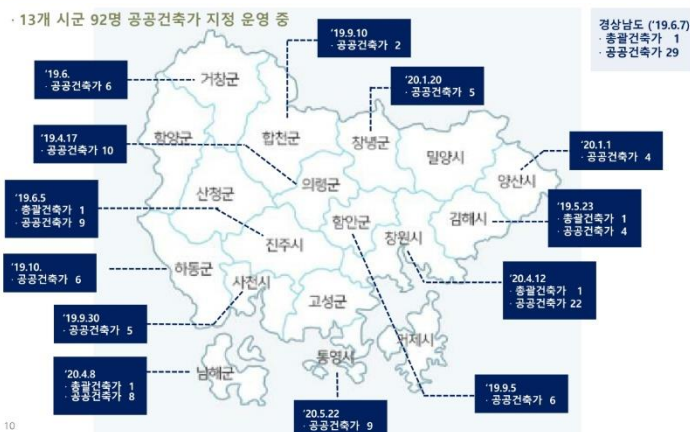 · 13개 시군 92명 공공건축가 지정 운영 중
경상남도 ('19.6.7)
· 총괄건축가 1
· 공공건축가 29
'19.9.10
· 공공건축가 2
'19.6.
· 공공건축가 6
거창군
'20.1.20
· 공공건축가 5
'19.4.17
· 공공건축가 10
함양군
합천군
창녕군
밀양시
'20.1.1
· 공공건축가 4
양산시
산청군
의령군
'19.6.5
· 총괄건축가 1
· 공공건축가 9
함안군
창원시
김해시
'19.5.23
· 총괄건축가 1
· 공공건축가 4
진주시
'19.10.
· 공공건축가 6
하동군
사천시
고성군
'20.4.12
· 총괄건축가 1
· 공공건축가 22
'19.9.30
· 공공건축가 5
거제시
통영시
남해군
'20.4.8
· 총괄건축가 1
· 공공건축가 8
'19.9.5
· 공공건축가 6
'20.5.22
· 공공건축가 9
10